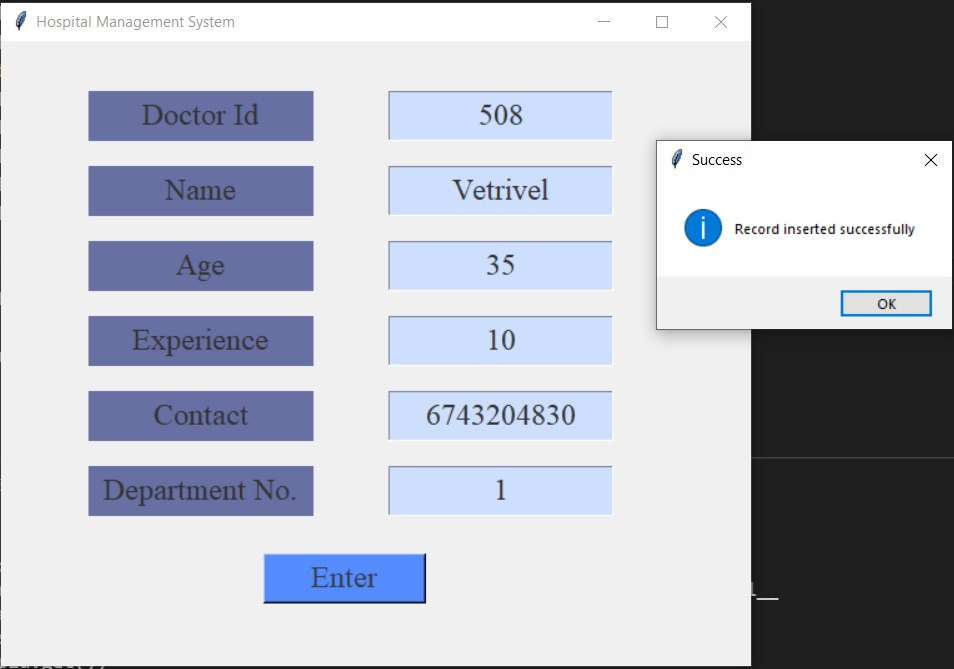 Hospital Management System
Doctor Id 508
Name Vetrivel
Age 35
Experience 10
Contact 6743204830
Department No. 1
Enter
Success
Record inserted successfully
OK